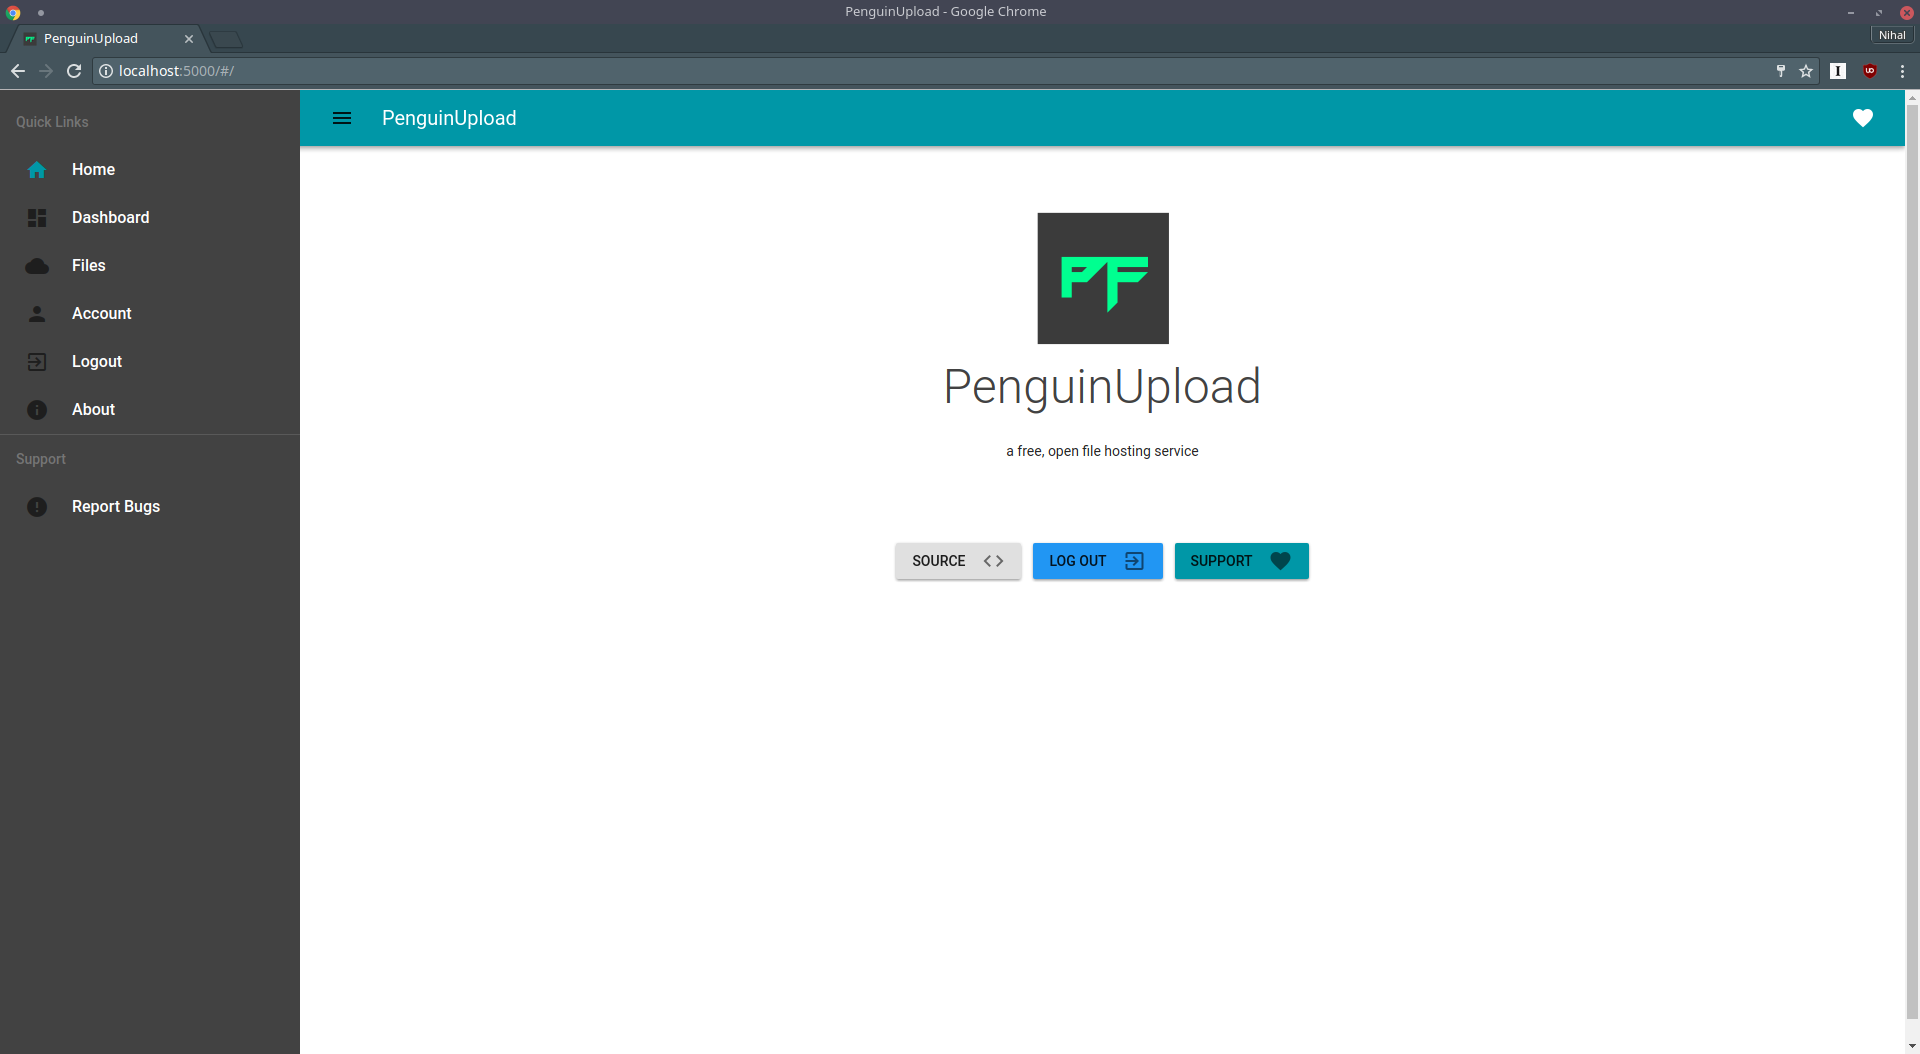 PenguinUpload - Google Chrome
PenguinUpload
Nihal
localhost:5000/#/
I
UD
Quick Links
Home
Dashboard
Files
Account
Logout
About
Support
Report Bugs
PenguinUpload
PF
PenguinUpload
a free, open file hosting service
SOURCE
LOG OUT
SUPPORT